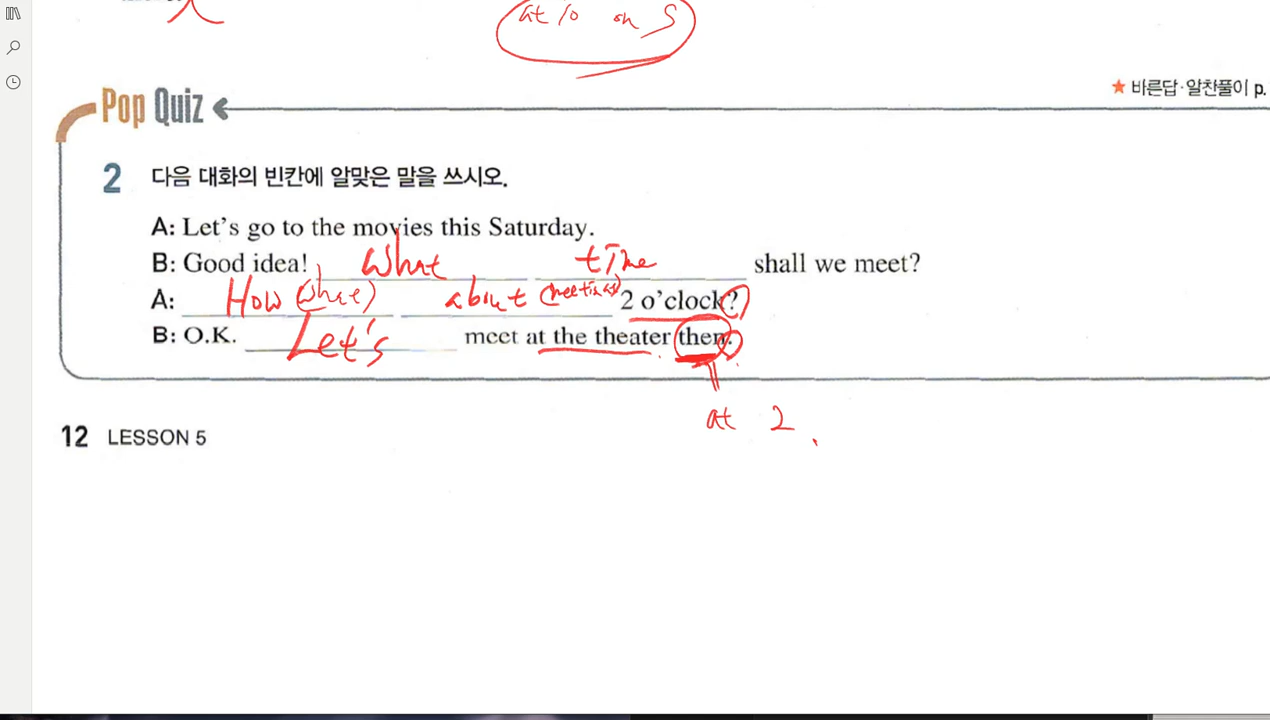 at 10 on S
★ 바른답·알찬풀이 p.
Pop Quiz
2 다음 대화의 빈칸에 알맞은 말을 쓰시오.
A: Let's go to the movies this Saturday.
B: Good idea! What time shall we meet?
A: How (what) about (meeting at) 2 o'clock?
B: O.K. Let's meet at the theater then.
at 2
12 LESSON 5